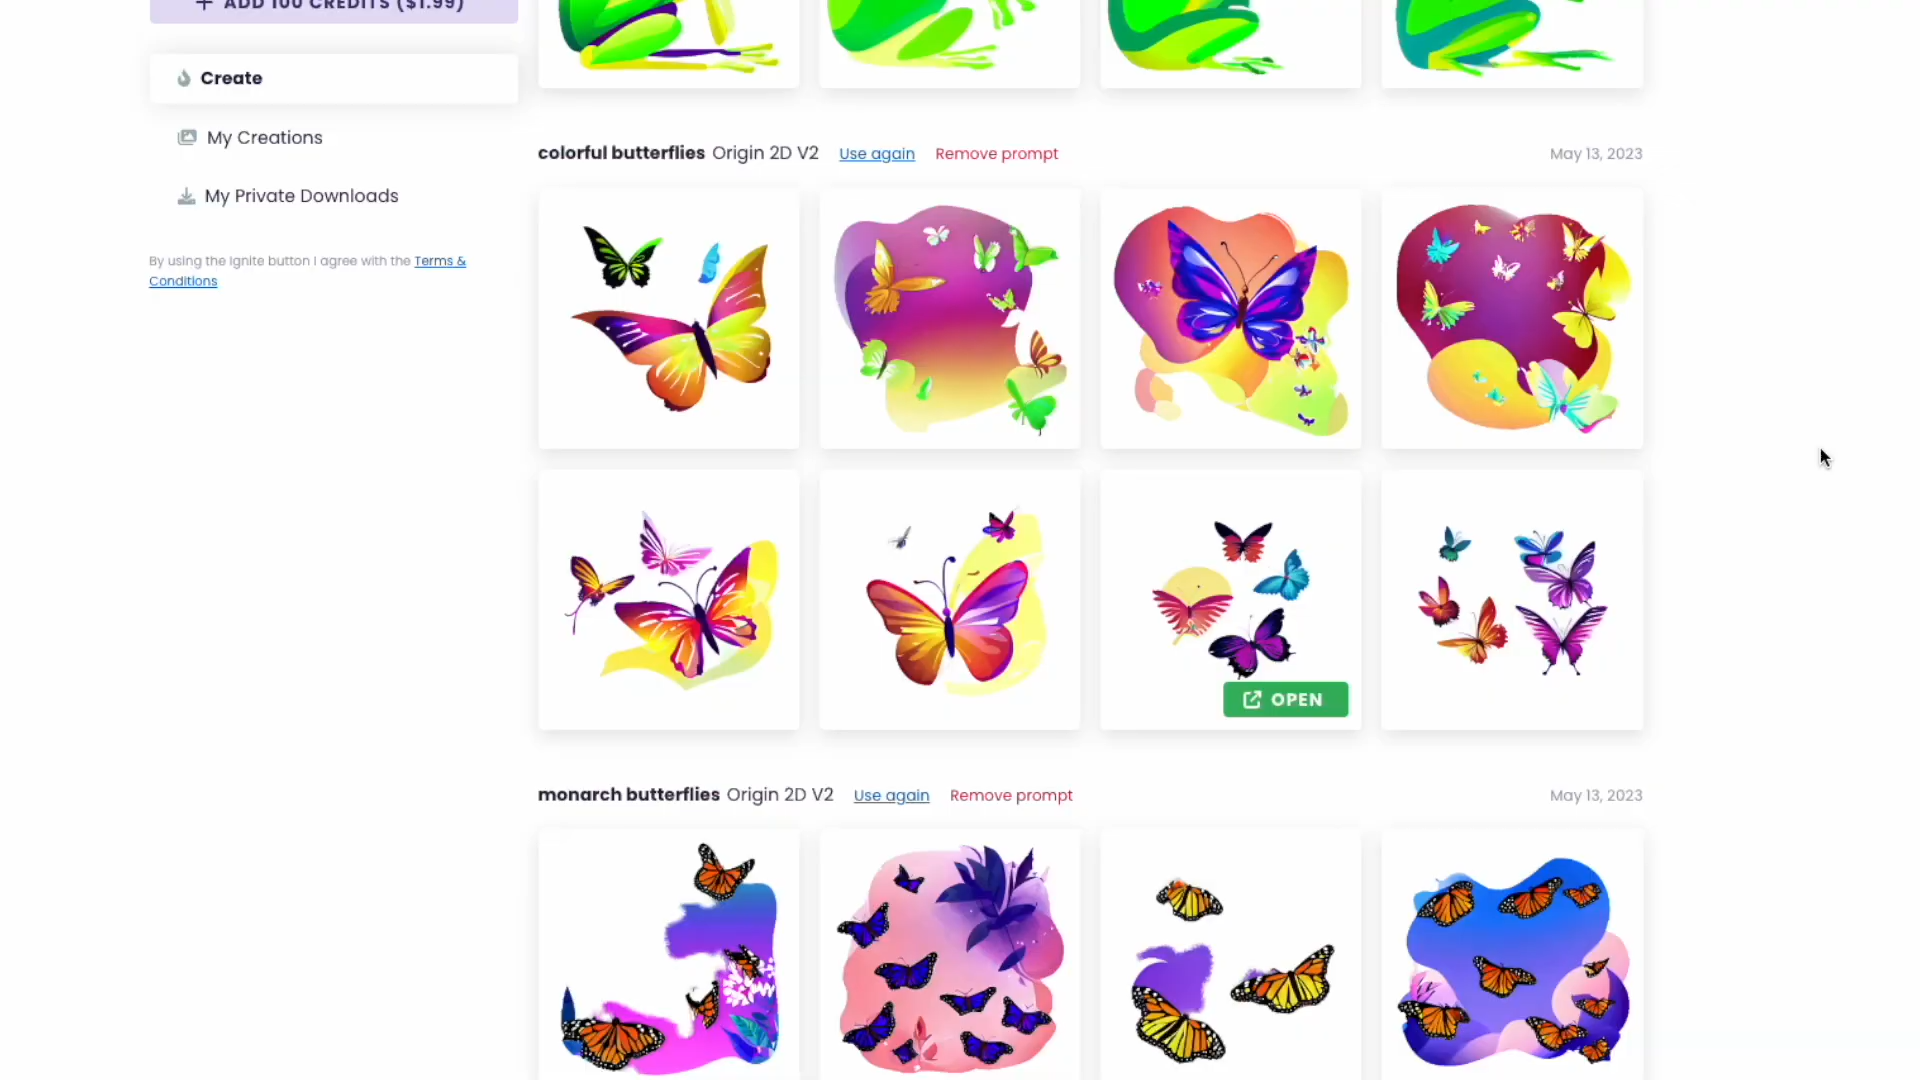 ADD 100 CREDITS ($1.99)
Create
My Creations
My Private Downloads
By using the Ignite button I agree with the Terms &
Conditions
colorful butterflies Origin 2D V2 Use again Remove prompt May 13, 2023
OPEN
monarch butterflies Origin 2D V2 Use again Remove prompt May 13, 2023